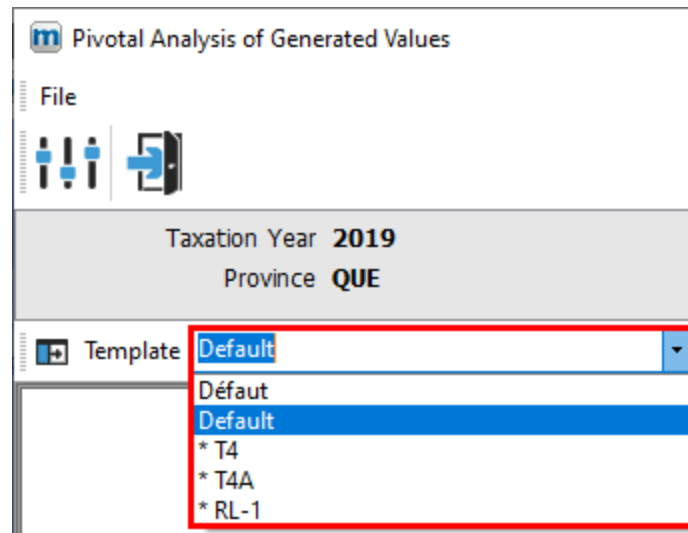 m Pivotal Analysis of Generated Values
File
Taxation Year 2019
Province QUE
Template Default
Défaut
Default
* T4
* T4A
* RL-1